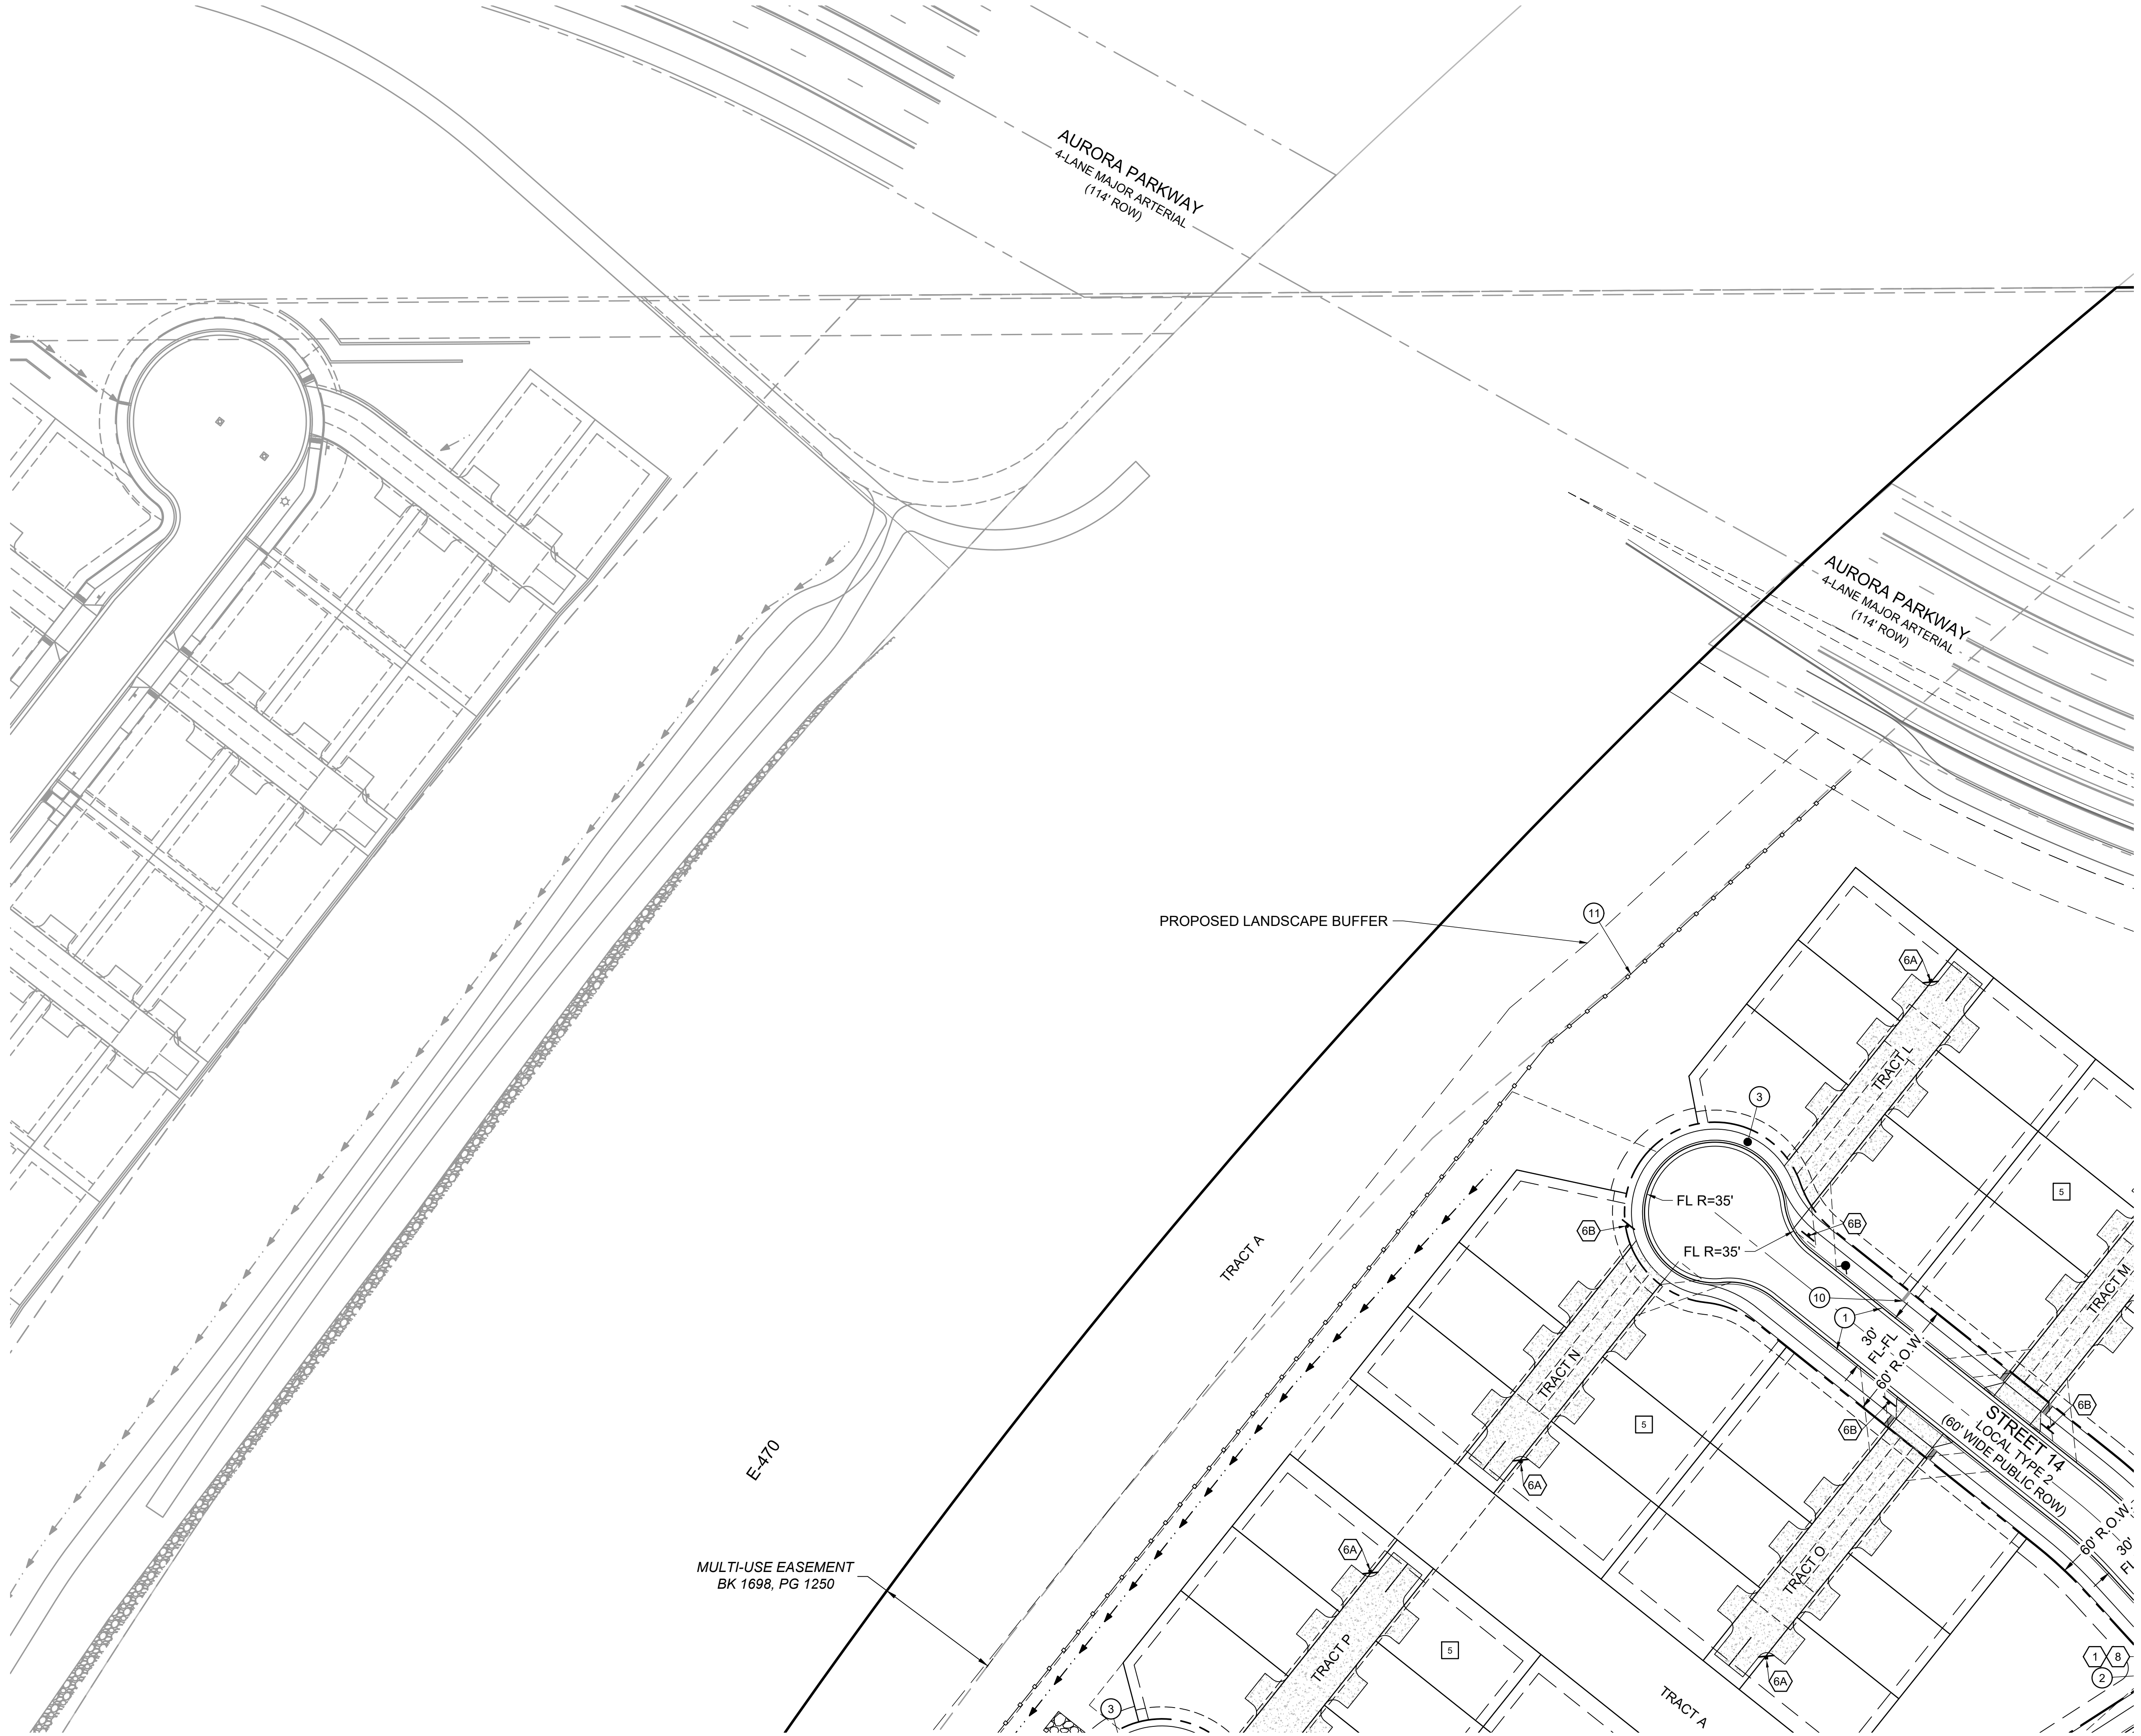 AURORA PARKWAY
4-LANE MAJOR ARTERIAL
(114' ROW)
AURORA PARKWAY
4-LANE MAJOR ARTERIAL
(114' ROW)
PROPOSED LANDSCAPE BUFFER
11
6A
TRACT L
3
5
FL R=35'
6B
6B
FL R=35'
TRACT A
TRACT M
10
1
30'
FL-FL
60' R.O.W.
TRACT N
5
6B
6B
STREET 14
LOCAL TYPE 2
(60' WIDE PUBLIC ROW)
E-470
6A
60' R.O.W.
30'
FL
MULTI-USE EASEMENT
BK 1698, PG 1250
6A
TRACT O
TRACT P
5
1
8
2
6A
TRACT A
3